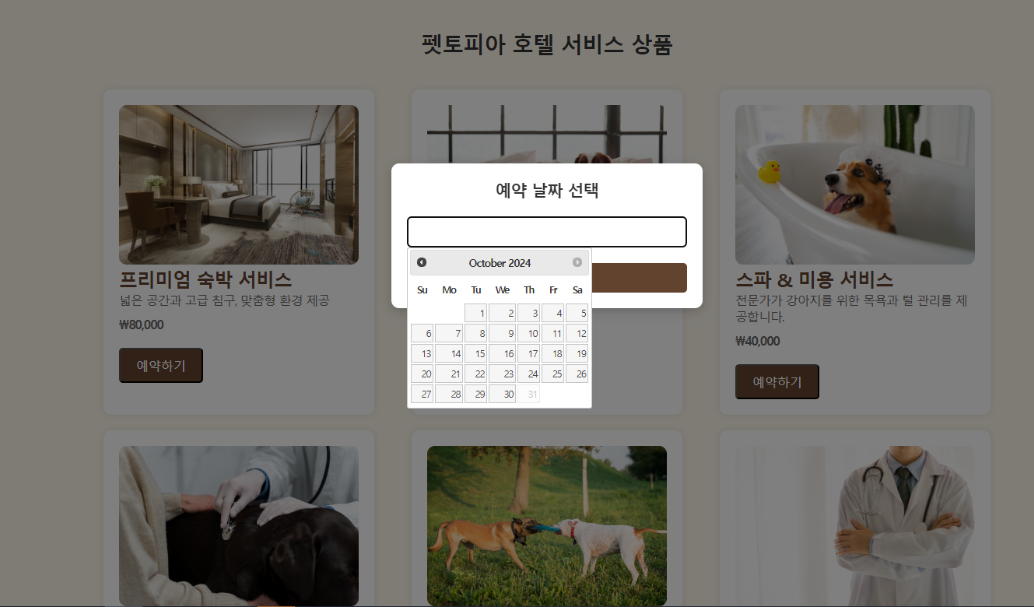 펫토피아 호텔 서비스 상품
예약 날짜 선택
October 2024
Su Mo Tu We Th Fr Sa
1 2 3 4 5
6 7 8 9 10 11 12
13 14 15 16 17 18 19
20 21 22 23 24 25 26
27 28 29 30 31
프리미엄 숙박 서비스
넓은 공간과 고급 침구, 맞춤형 환경 제공
₩80,000
예약하기
스파 & 미용 서비스
전문가가 강아지를 위한 목욕과 털 관리를 제
공합니다.
₩40,000
예약하기